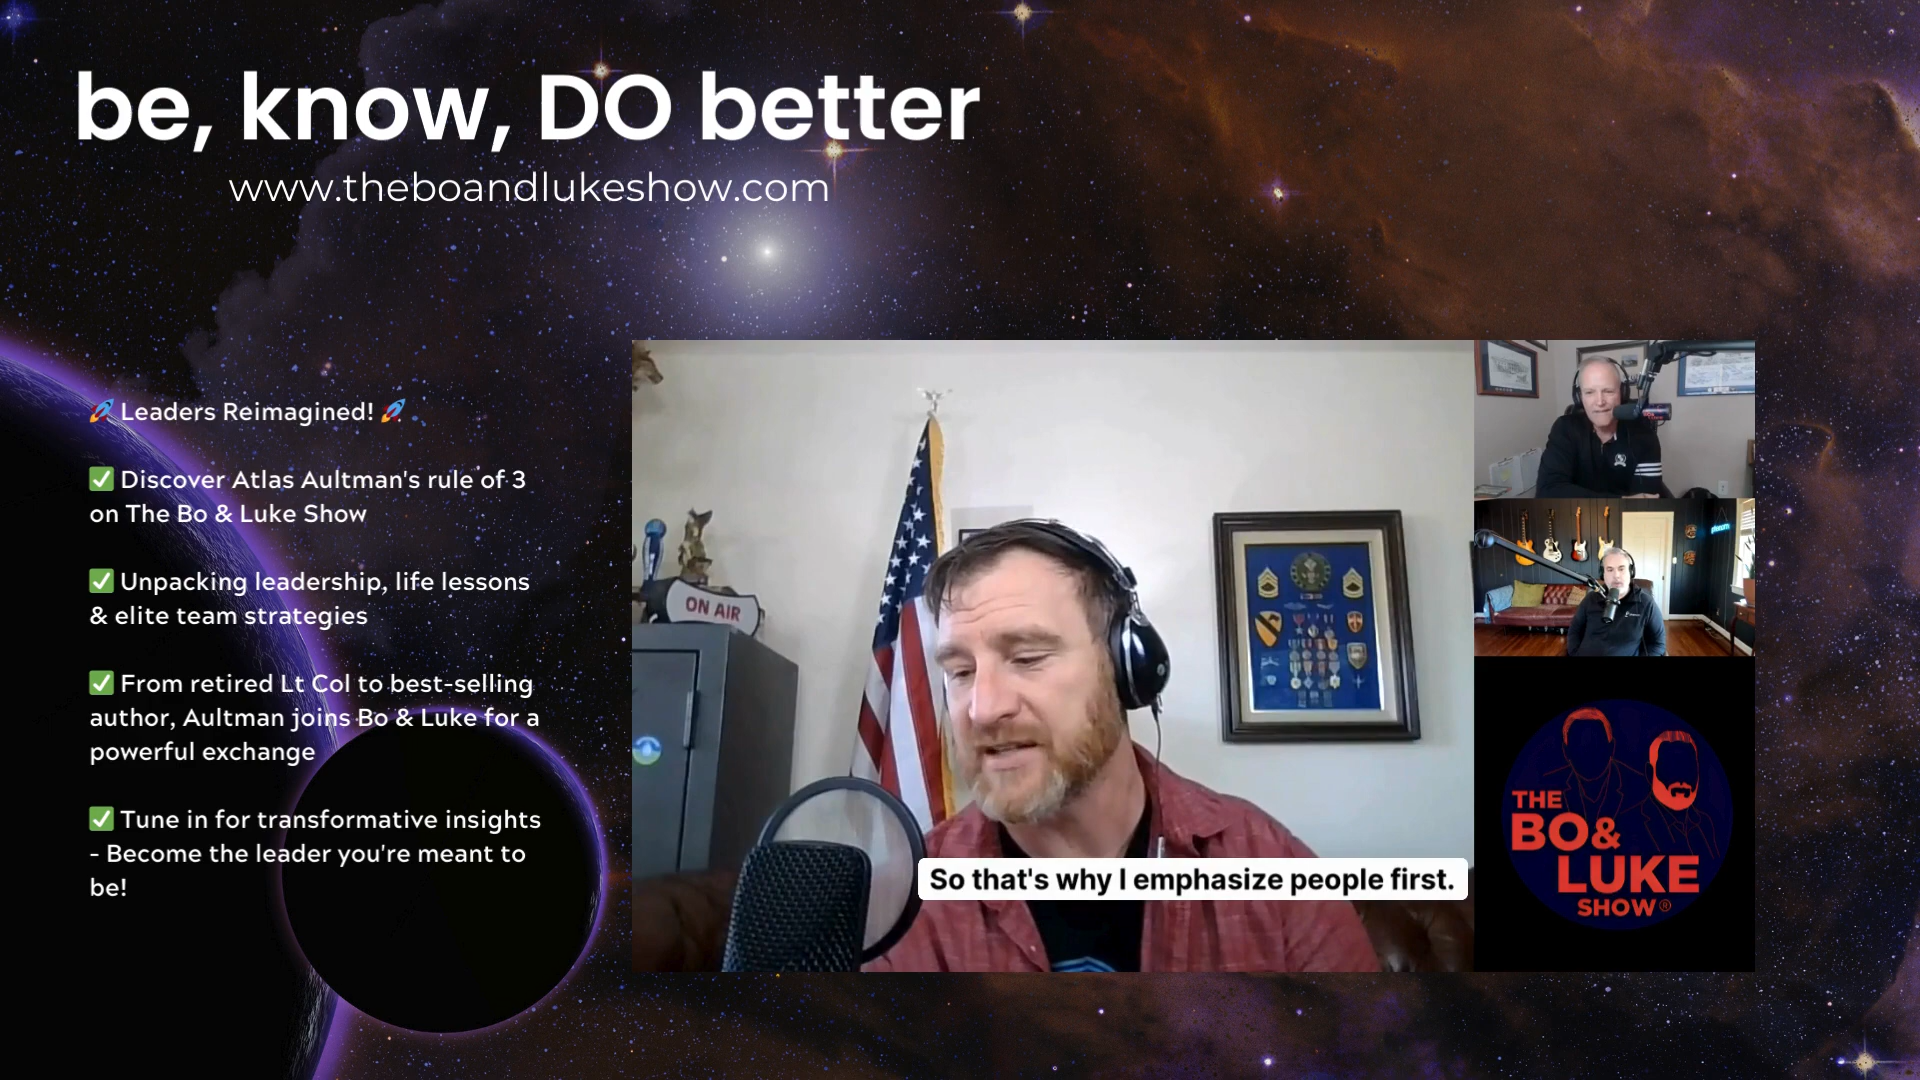 be, know, DO better
www.theboandlukeshow.com
🚀 Leaders Reimagined! 🚀
✅ Discover Atlas Aultman's rule of 3
on The Bo & Luke Show
✅ Unpacking leadership, life lessons
& elite team strategies
✅ From retired Lt Col to best-selling
author, Aultman joins Bo & Luke for a
powerful exchange
✅ Tune in for transformative insights
- Become the leader you're meant to
be!
ON AIR
So that's why I emphasize people first.
THE
BO&
LUKE
SHOW®